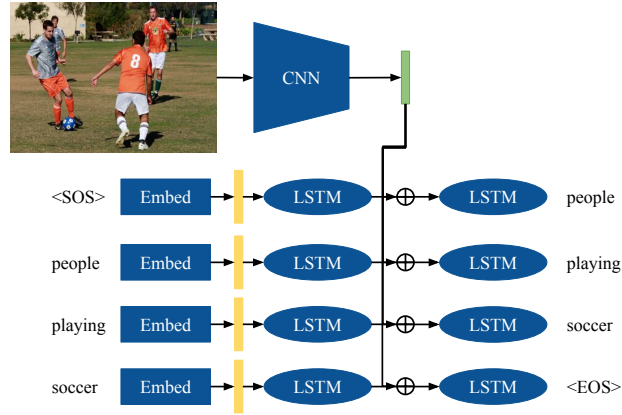 8
CNN
<SOS> Embed LSTM LSTM people
people Embed LSTM LSTM playing
playing Embed LSTM LSTM soccer
soccer Embed LSTM LSTM <EOS>